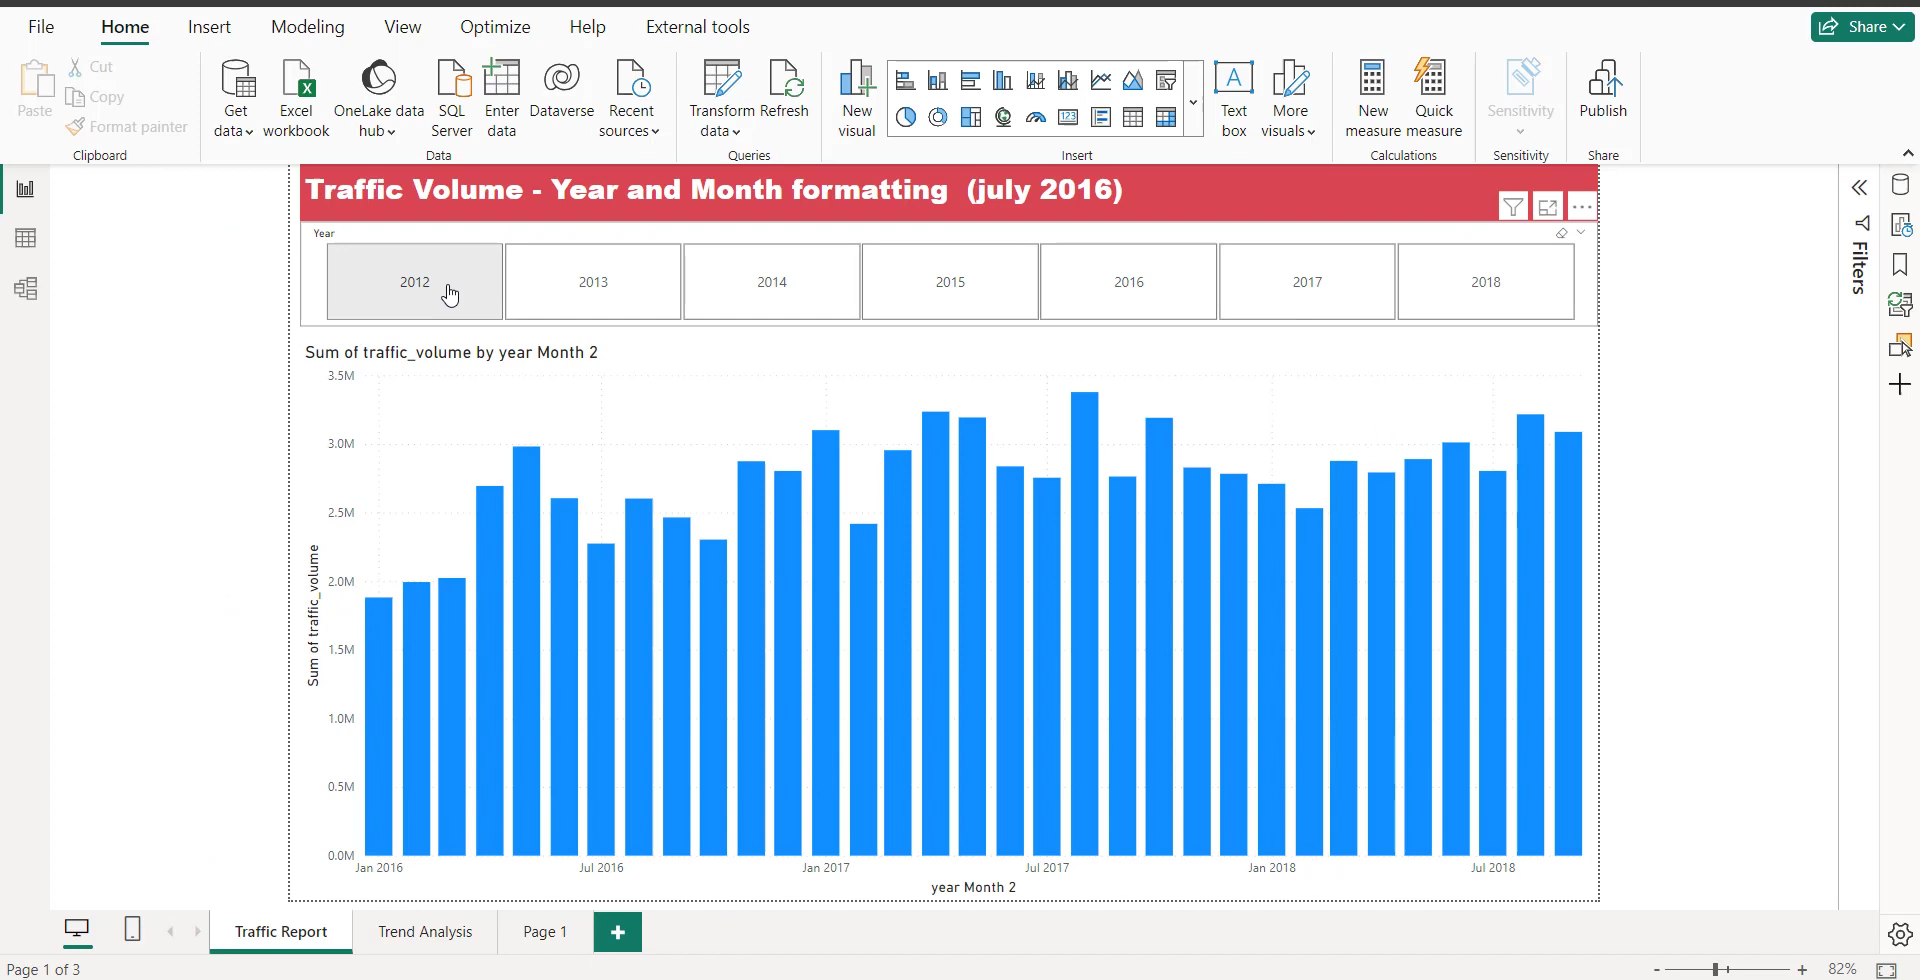 File Home Insert Modeling View Optimize Help External tools Share
Paste Cut Copy Format painter
Get data Excel workbook OneLake data hub SQL Server Enter data Dataverse Recent sources
Transform data Refresh
New visual Text box More visuals
New measure Quick measure
Sensitivity Publish
Clipboard Data Queries Insert Calculations Sensitivity Share
Traffic Volume - Year and Month formatting (july 2016)
Year
2012 2013 2014 2015 2016 2017 2018
Filters
Sum of traffic_volume by year Month 2
3.5M
3.0M
2.5M
2.0M
1.5M
1.0M
0.5M
0.0M
Sum of traffic_volume
Jan 2016 Jul 2016 Jan 2017 Jul 2017 Jan 2018 Jul 2018
year Month 2
Traffic Report Trend Analysis Page 1 +
Page 1 of 3 - + 82%